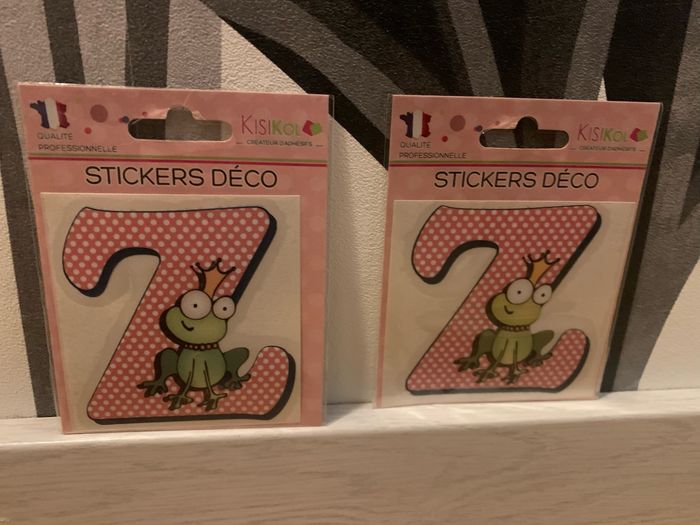 QUALITÉ
PROFESSIONNELLE
KISIKOL
CRÉATEUR D'ADHÉSIFS
STICKERS DÉCO
Z
QUALITÉ
PROFESSIONNELLE
KISIKOL
CRÉATEUR D'ADHÉSIFS
STICKERS DÉCO
Z